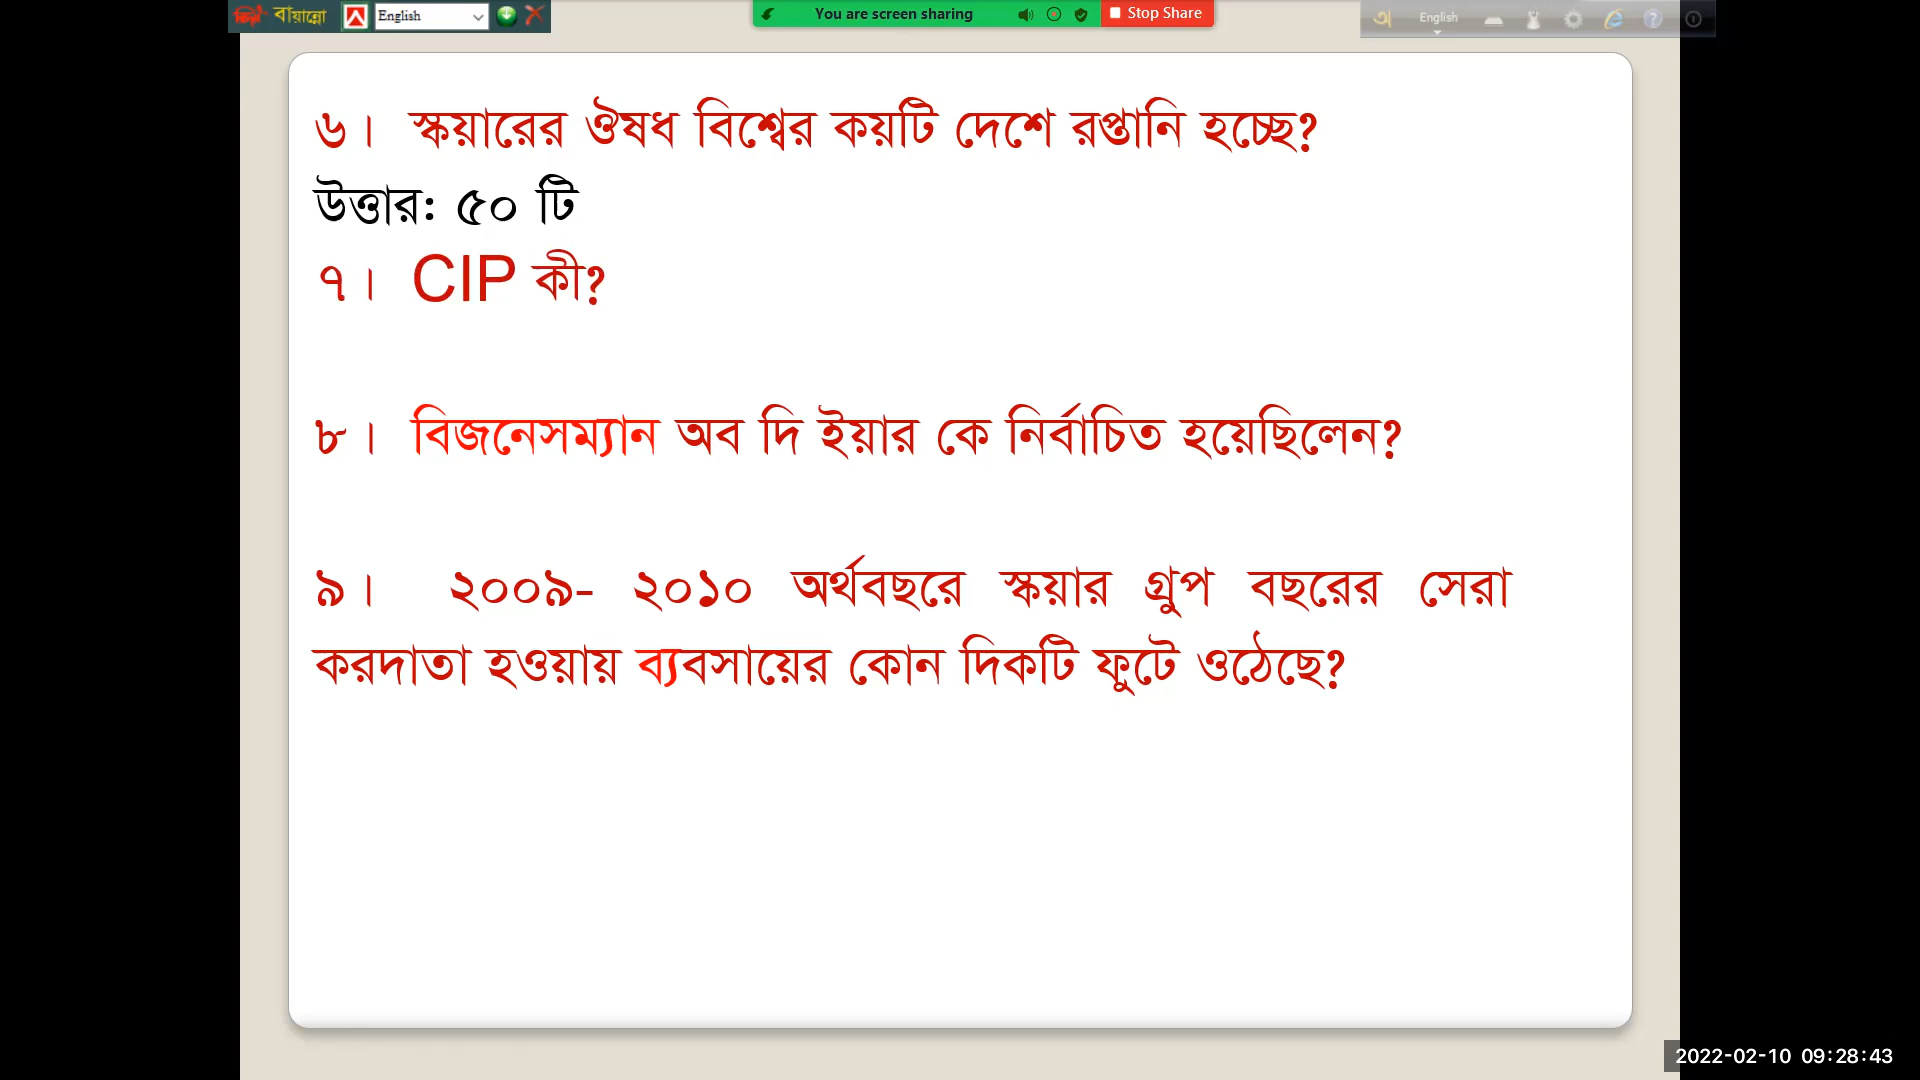 বায়ান্নো
English
You are screen sharing
Stop Share
English
৬। স্কয়ারের ঔষধ বিশ্বের কয়টি দেশে রপ্তানি হচ্ছে?
উত্তার: ৫০ টি
৭। CIP কী?
৮। বিজনেসম্যান অব দি ইয়ার কে নির্বাচিত হয়েছিলেন?
৯। ২০০৯- ২০১০ অর্থবছরে স্কয়ার গ্রুপ বছরের সেরা
করদাতা হওয়ায় ব্যবসায়ের কোন দিকটি ফুটে ওঠেছে?
2022-02-10 09:28:43